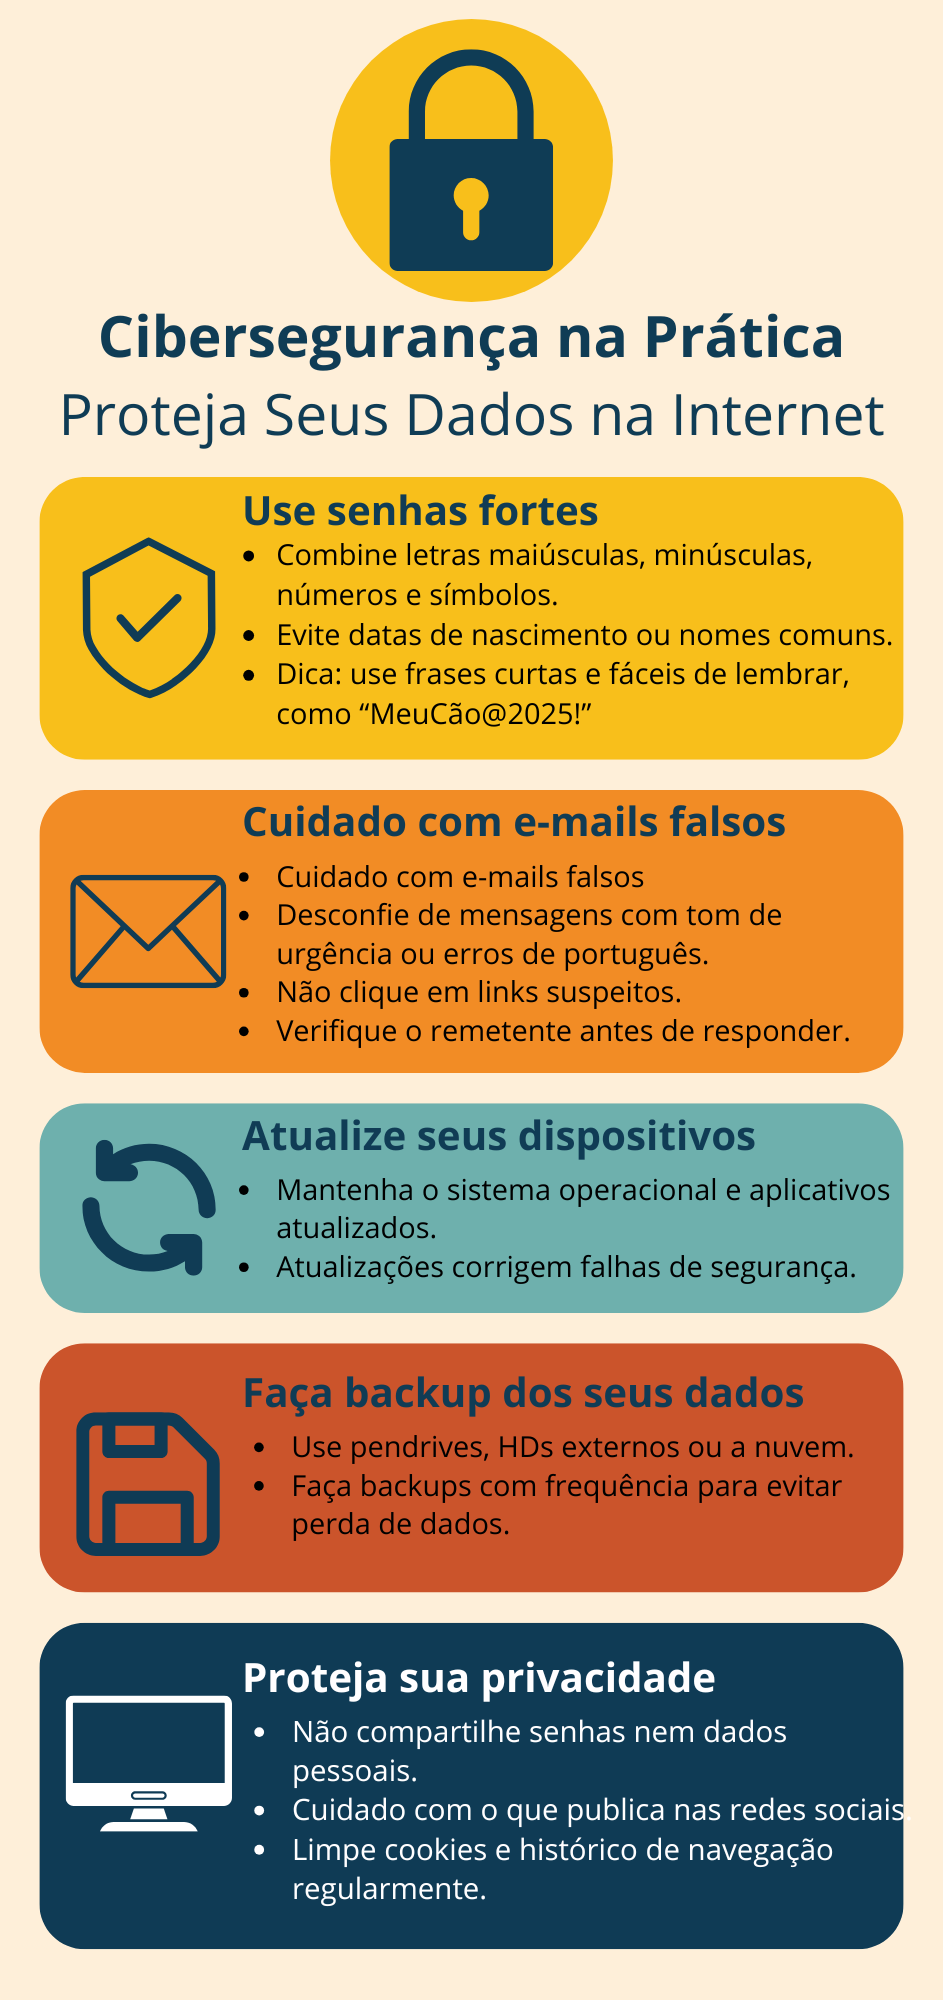 Cibersegurança na Prática
Proteja Seus Dados na Internet
Use senhas fortes
• Combine letras maiúsculas, minúsculas,
números e símbolos.
• Evite datas de nascimento ou nomes comuns.
• Dica: use frases curtas e fáceis de lembrar,
como “MeuCão@2025!”
Cuidado com e-mails falsos
• Cuidado com e-mails falsos
• Desconfie de mensagens com tom de
urgência ou erros de português.
• Não clique em links suspeitos.
• Verifique o remetente antes de responder.
Atualize seus dispositivos
• Mantenha o sistema operacional e aplicativos
atualizados.
• Atualizações corrigem falhas de segurança.
Faça backup dos seus dados
• Use pendrives, HDs externos ou a nuvem.
• Faça backups com frequência para evitar
perda de dados.
Proteja sua privacidade
• Não compartilhe senhas nem dados
pessoais.
• Cuidado com o que publica nas redes sociais.
• Limpe cookies e histórico de navegação
regularmente.